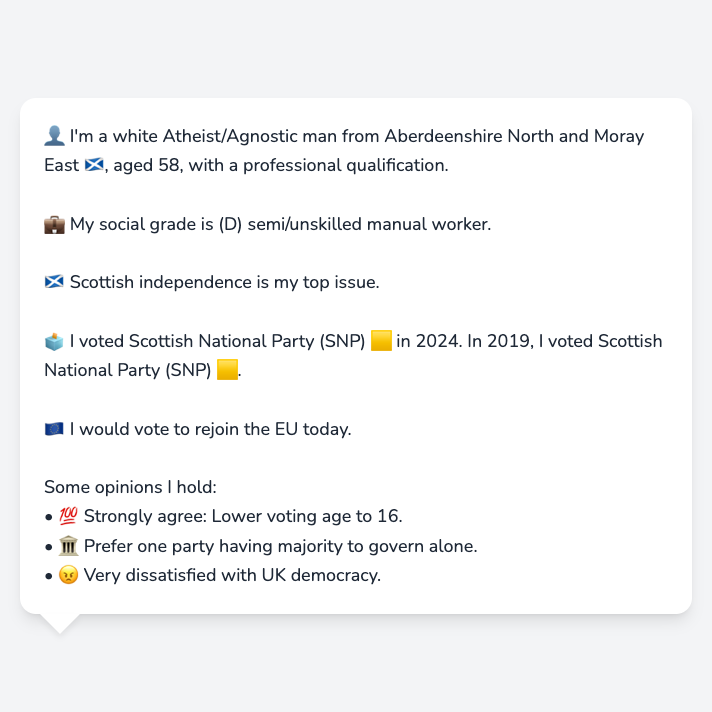 👤 I'm a white Atheist/Agnostic man from Aberdeenshire North and Moray
East 🏴󠁧󠁢󠁳󠁣󠁴󠁿, aged 58, with a professional qualification.
💼 My social grade is (D) semi/unskilled manual worker.
🏴󠁧󠁢󠁳󠁣󠁴󠁿 Scottish independence is my top issue.
🗳️ I voted Scottish National Party (SNP) 🟨 in 2024. In 2019, I voted Scottish
National Party (SNP) 🟨.
🇪🇺 I would vote to rejoin the EU today.
Some opinions I hold:
• 💯 Strongly agree: Lower voting age to 16.
• 🏛️ Prefer one party having majority to govern alone.
• 😠 Very dissatisfied with UK democracy.